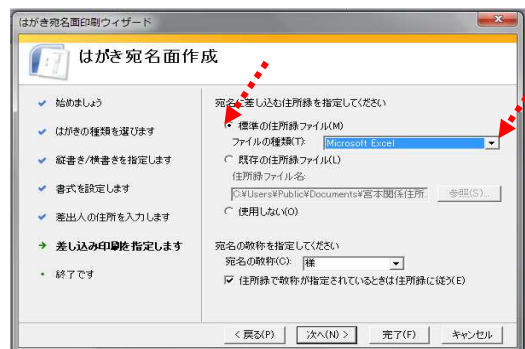 はがき宛名面印刷ウィザード
はがき宛名面作成
始めましょう
はがきの種類を選びます
縦書き/横書きを指定します
書式を設定します
差出人の住所を入力します
差し込み印刷を指定します
終了です
宛名に差し込む住所録を指定してください
標準の住所録ファイル(M)
ファイルの種類(T): Microsoft Excel
既存の住所録ファイル(L)
住所録ファイル名:
C:¥Users¥Public¥Documents¥宮本関係住所. 参照(S)...
使用しない(O)
宛名の敬称を指定してください
宛名の敬称(C): 様
住所録で敬称が指定されているときは住所録に従う(E)
< 戻る(P) 次へ(N) > 完了(F) キャンセル